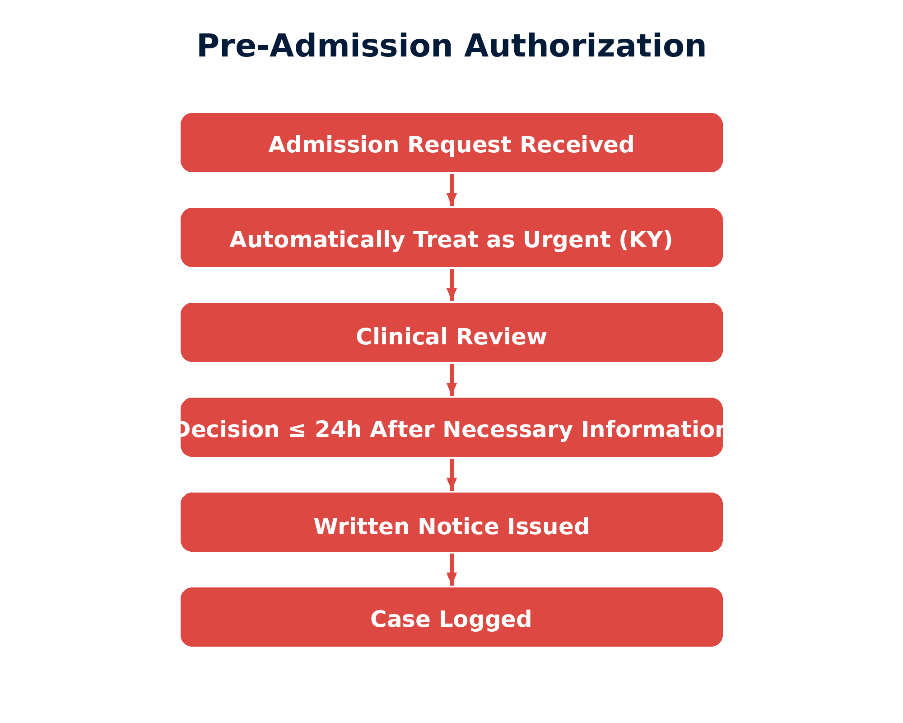 Pre-Admission Authorization
Admission Request Received
Automatically Treat as Urgent (KY)
Clinical Review
Decision ≤ 24h After Necessary Information
Written Notice Issued
Case Logged